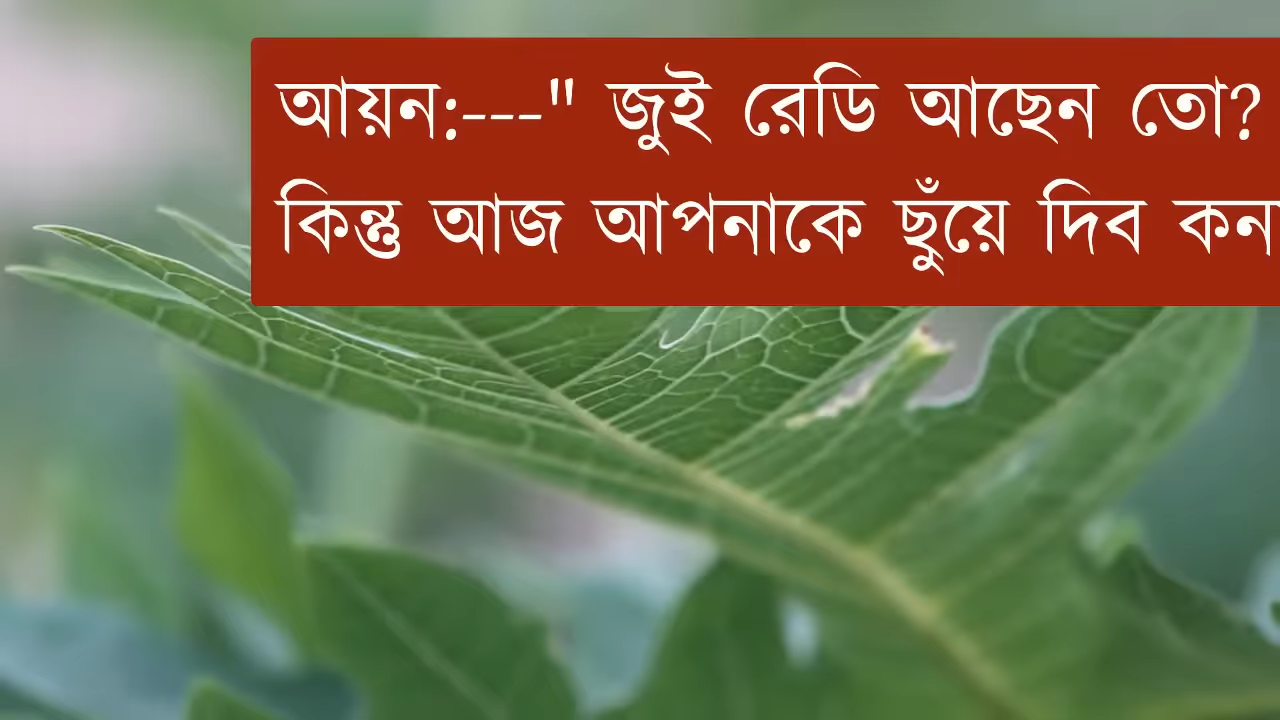 আয়ন:---" জুই রেডি আছেন তো?
কিন্তু আজ আপনাকে ছুঁয়ে দিব